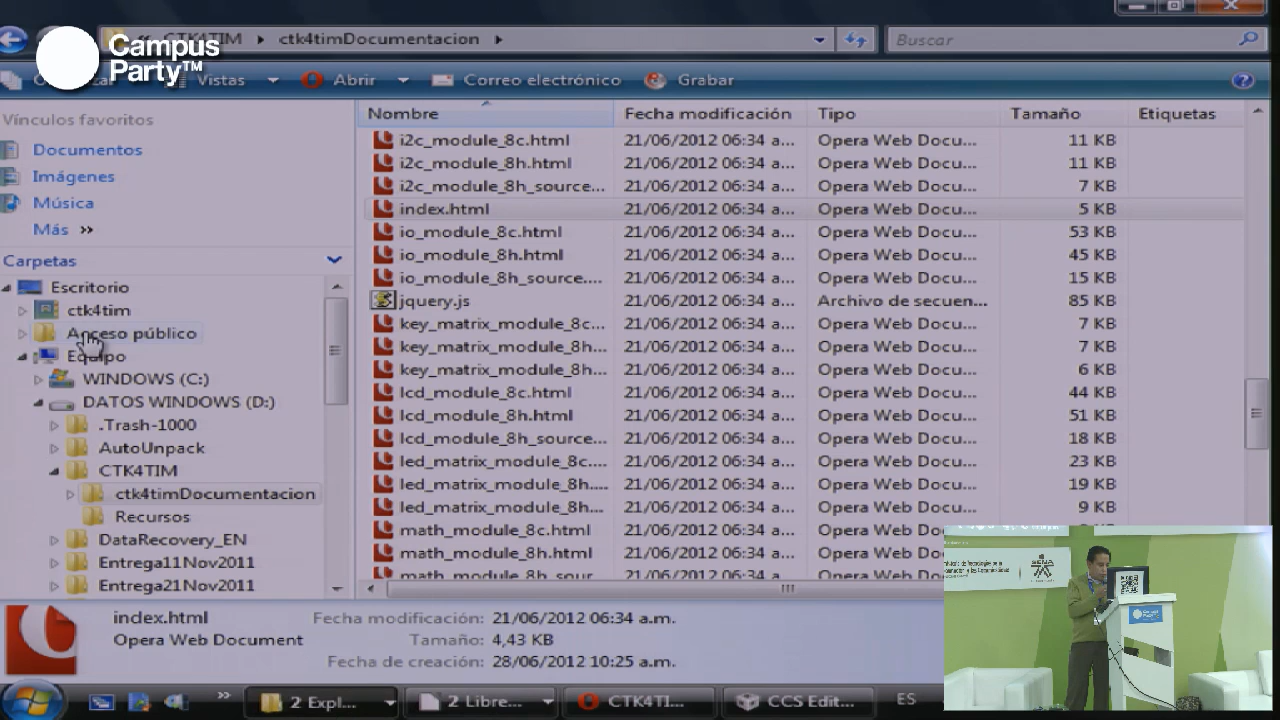 CTK4TIM ▸ ctk4timDocumentacion ▸
Buscar
Campus
Party™
Vistas Abrir Correo electrónico Grabar
Vínculos favoritos
Documentos
Imágenes
Música
Más »
Carpetas
Escritorio
ctk4tim
Acceso público
Equipo
WINDOWS (C:)
DATOS WINDOWS (D:)
.Trash-1000
AutoUnpack
CTK4TIM
ctk4timDocumentacion
Recursos
DataRecovery_EN
Entrega11Nov2011
Entrega21Nov2011
Nombre Fecha modificación Tipo Tamaño Etiquetas
i2c_module_8c.html 21/06/2012 06:34 a... Opera Web Docu... 11 KB
i2c_module_8h.html 21/06/2012 06:34 a... Opera Web Docu... 11 KB
i2c_module_8h_source... 21/06/2012 06:34 a... Opera Web Docu... 7 KB
index.html 21/06/2012 06:34 a... Opera Web Docu... 5 KB
io_module_8c.html 21/06/2012 06:34 a... Opera Web Docu... 53 KB
io_module_8h.html 21/06/2012 06:34 a... Opera Web Docu... 45 KB
io_module_8h_source.... 21/06/2012 06:34 a... Opera Web Docu... 15 KB
jquery.js 21/06/2012 06:34 a... Archivo de secuen... 85 KB
key_matrix_module_8c... 21/06/2012 06:34 a... Opera Web Docu... 7 KB
key_matrix_module_8h... 21/06/2012 06:34 a... Opera Web Docu... 7 KB
key_matrix_module_8h... 21/06/2012 06:34 a... Opera Web Docu... 6 KB
lcd_module_8c.html 21/06/2012 06:34 a... Opera Web Docu... 44 KB
lcd_module_8h.html 21/06/2012 06:34 a... Opera Web Docu... 51 KB
lcd_module_8h_source... 21/06/2012 06:34 a... Opera Web Docu... 18 KB
led_matrix_module_8c.... 21/06/2012 06:34 a... Opera Web Docu... 23 KB
led_matrix_module_8h.... 21/06/2012 06:34 a... Opera Web Docu... 19 KB
led_matrix_module_8h... 21/06/2012 06:34 a... Opera Web Docu... 9 KB
math_module_8c.html 21/06/2012 06:34 a... Opera Web Docu...
math_module_8h.html 21/06/2012 06:34 a... Opera Web Docu...
math_module_8h_sour 21/06/2012 06:34 a... Opera Web Docu...
index.html Fecha modificación: 21/06/2012 06:34 a.m.
Opera Web Document Tamaño: 4,43 KB
Fecha de creación: 28/06/2012 10:25 a.m.
SENA
Campus
2 Expl... 2 Libre... CTK4TI... CCS Edit... ES